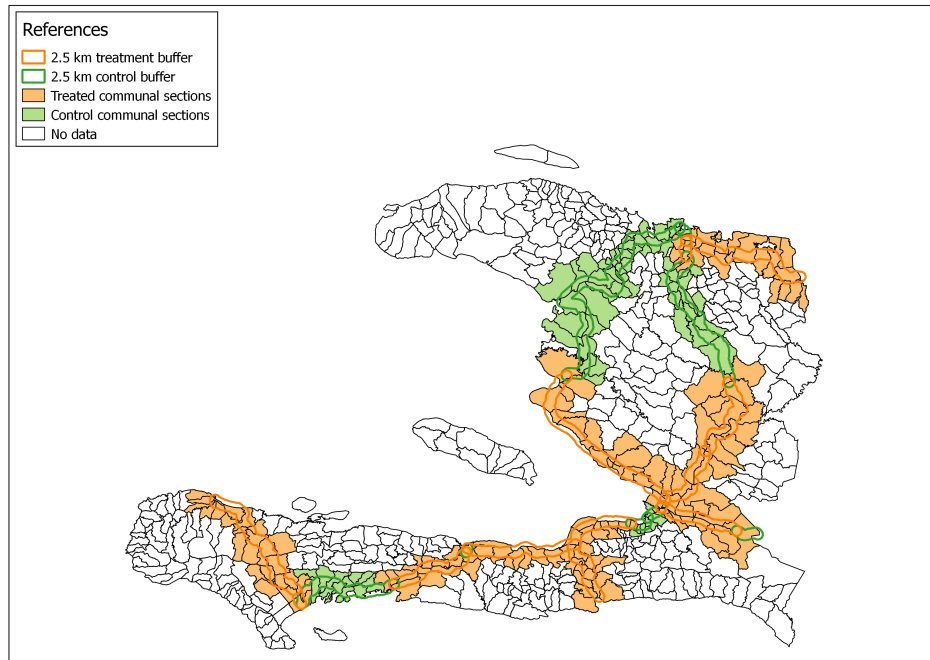 References
2.5 km treatment buffer
2.5 km control buffer
Treated communal sections
Control communal sections
No data